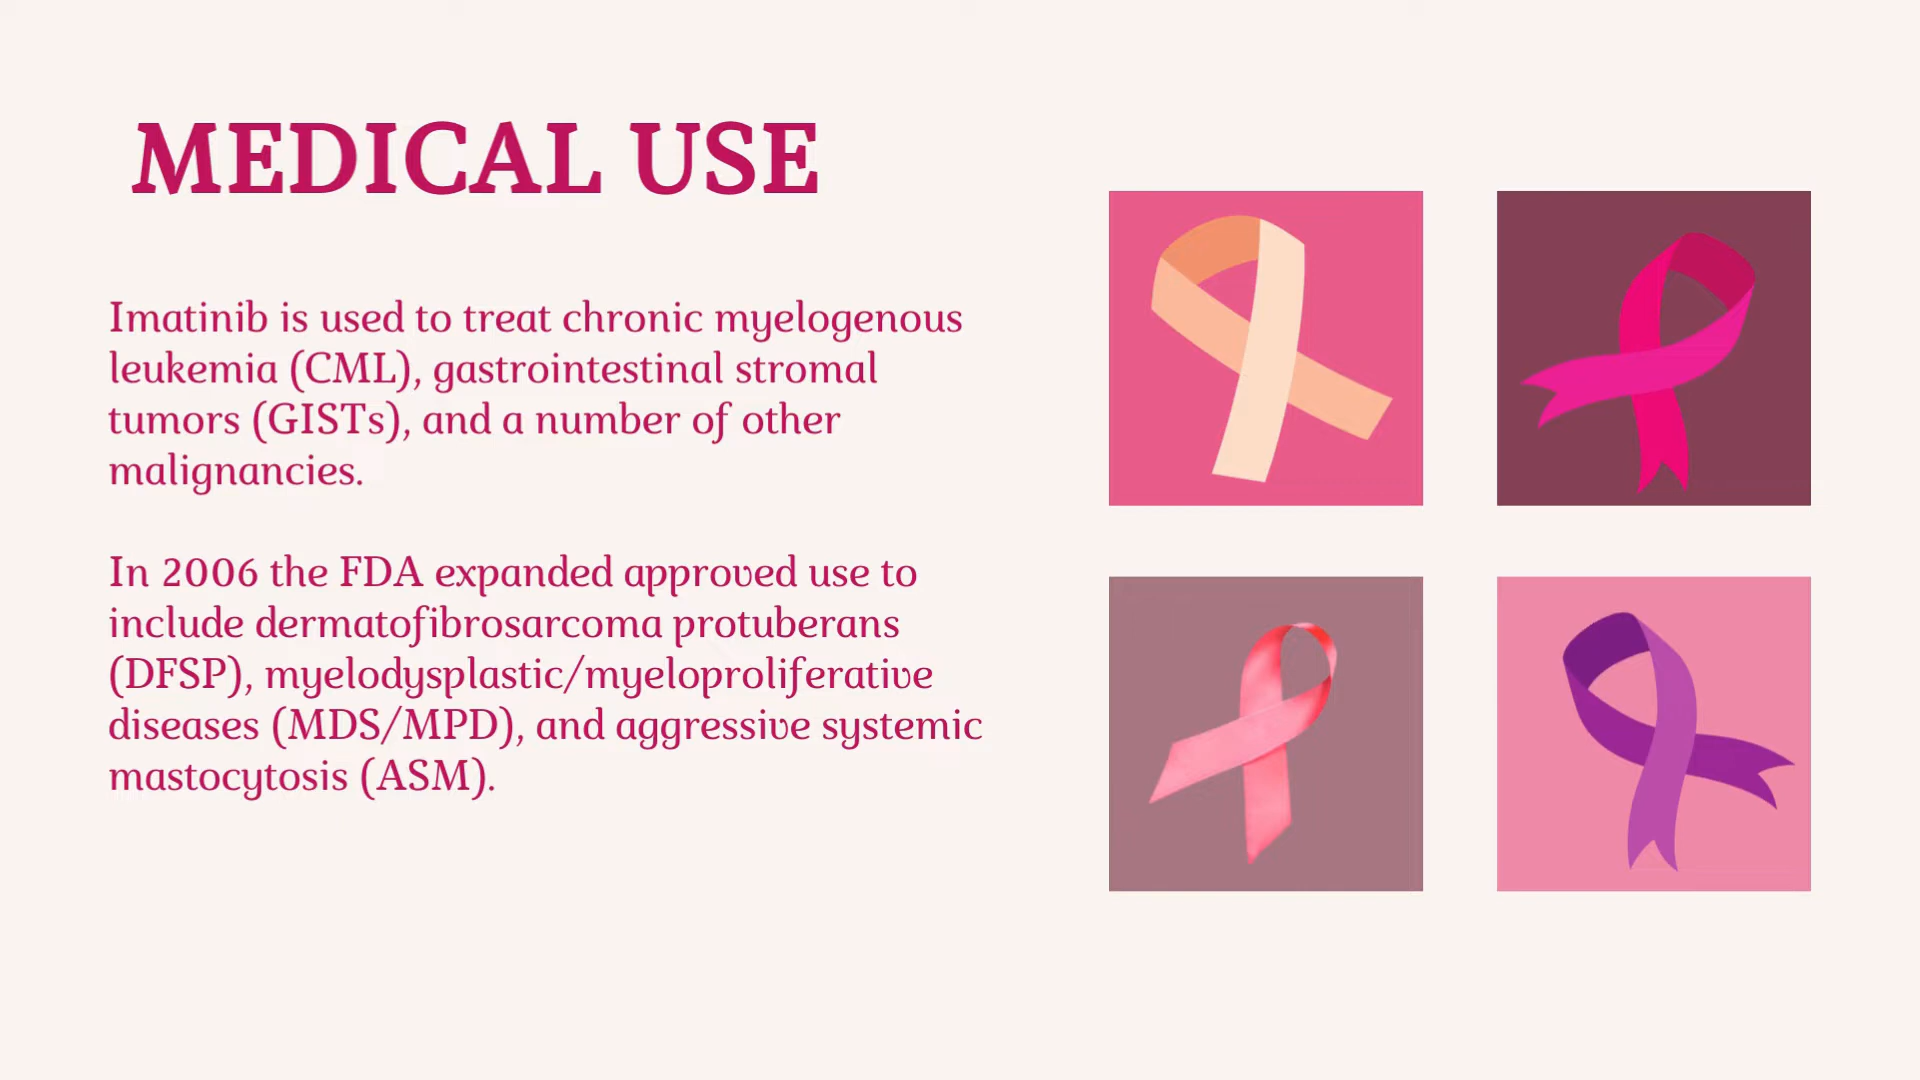 MEDICAL USE
Imatinib is used to treat chronic myelogenous
leukemia (CML), gastrointestinal stromal
tumors (GISTs), and a number of other
malignancies.
In 2006 the FDA expanded approved use to
include dermatofibrosarcoma protuberans
(DFSP), myelodysplastic/myeloproliferative
diseases (MDS/MPD), and aggressive systemic
mastocytosis (ASM).